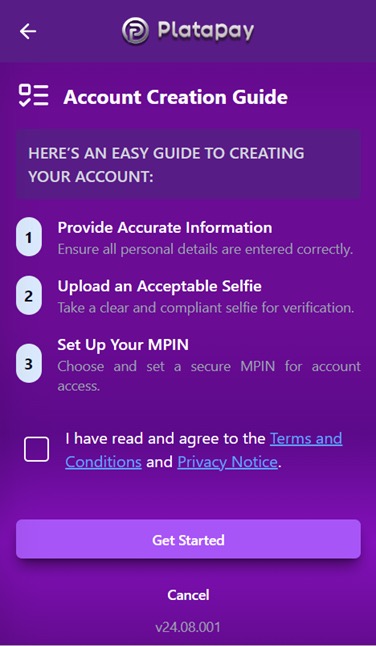 Platapay
Account Creation Guide
HERE’S AN EASY GUIDE TO CREATING
YOUR ACCOUNT:
1
Provide Accurate Information
Ensure all personal details are entered correctly.
2
Upload an Acceptable Selfie
Take a clear and compliant selfie for verification.
3
Set Up Your MPIN
Choose and set a secure MPIN for account
access.
I have read and agree to the Terms and
Conditions and Privacy Notice.
Get Started
Cancel
v24.08.001